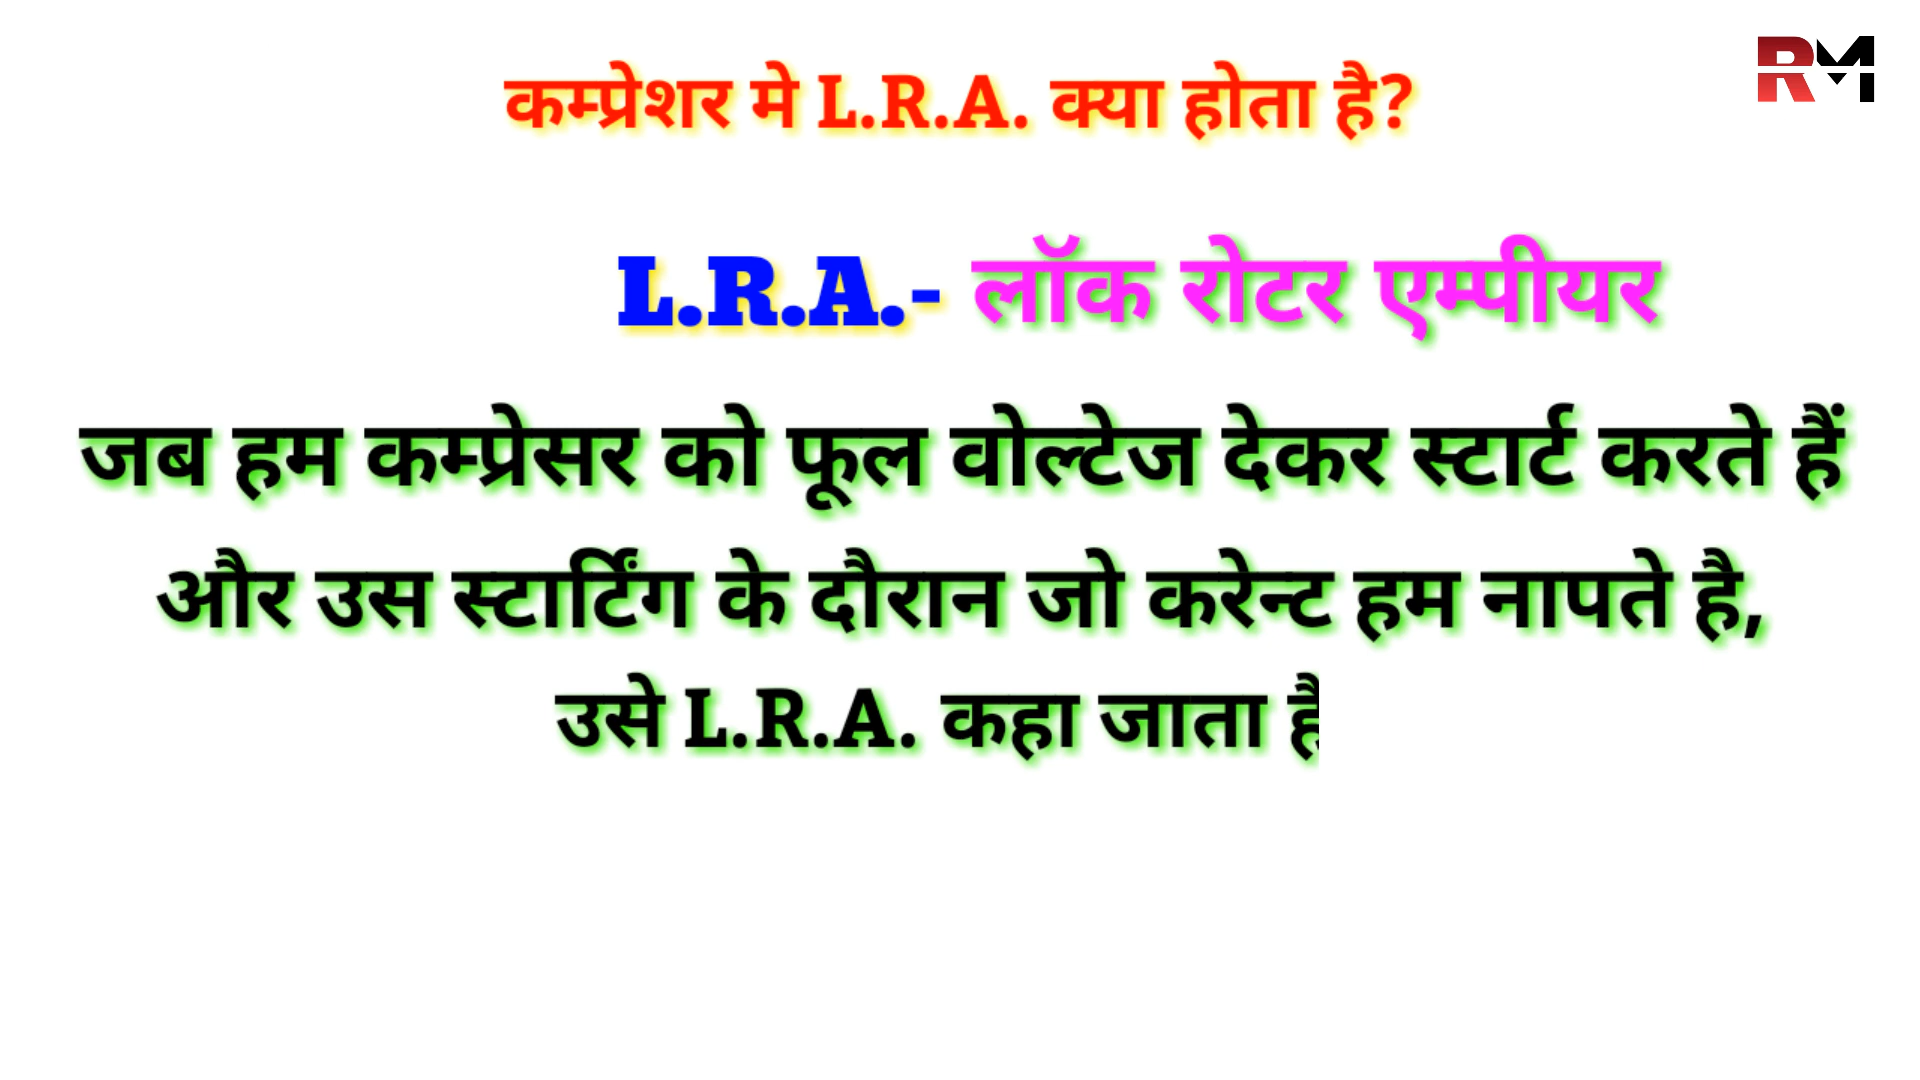 RM
कम्प्रेशर मे L.R.A. क्या होता है?
L.R.A.- लॉक रोटर एम्पीयर
जब हम कम्प्रेसर को फूल वोल्टेज देकर स्टार्ट करते हैं
और उस स्टार्टिंग के दौरान जो करेन्ट हम नापते है,
उसे L.R.A. कहा जाता है